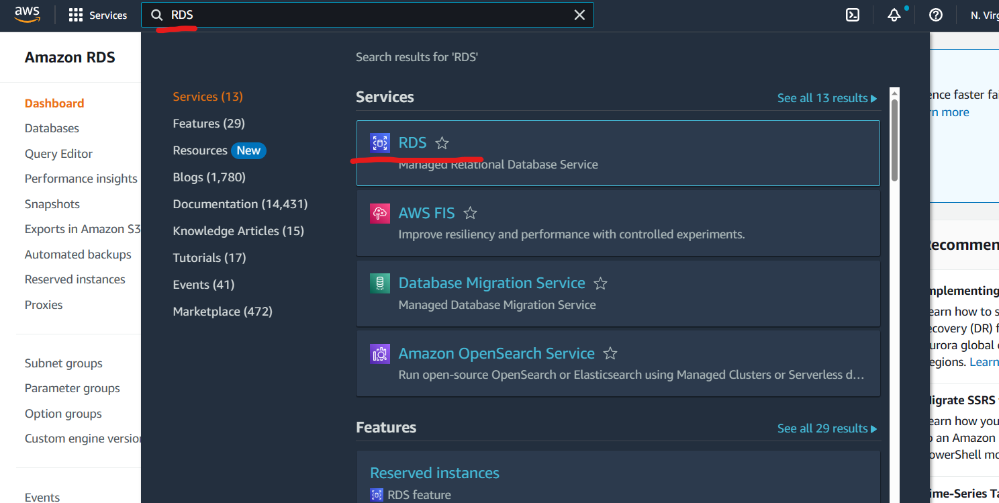 aws
Services
RDS
N. Virg
Amazon RDS
Dashboard
Databases
Query Editor
Performance insights
Snapshots
Exports in Amazon S3
Automated backups
Reserved instances
Proxies
Subnet groups
Parameter groups
Option groups
Custom engine version
Events
Search results for 'RDS'
Services (13)
Features (29)
Resources New
Blogs (1,780)
Documentation (14,431)
Knowledge Articles (15)
Tutorials (17)
Events (41)
Marketplace (472)
Services
See all 13 results
RDS
Managed Relational Database Service
AWS FIS
Improve resiliency and performance with controlled experiments.
Database Migration Service
Managed Database Migration Service
Amazon OpenSearch Service
Run open-source OpenSearch or Elasticsearch using Managed Clusters or Serverless d…
Features
See all 29 results
Reserved instances
RDS feature
ence faster fai
rn more
Recommen
mplementing
earn how to s
ecovery (DR) f
urora global
egions. Learn
ligrate SSRS
earn how you
o an Amazon
owerShell mo
ime-Series Ta